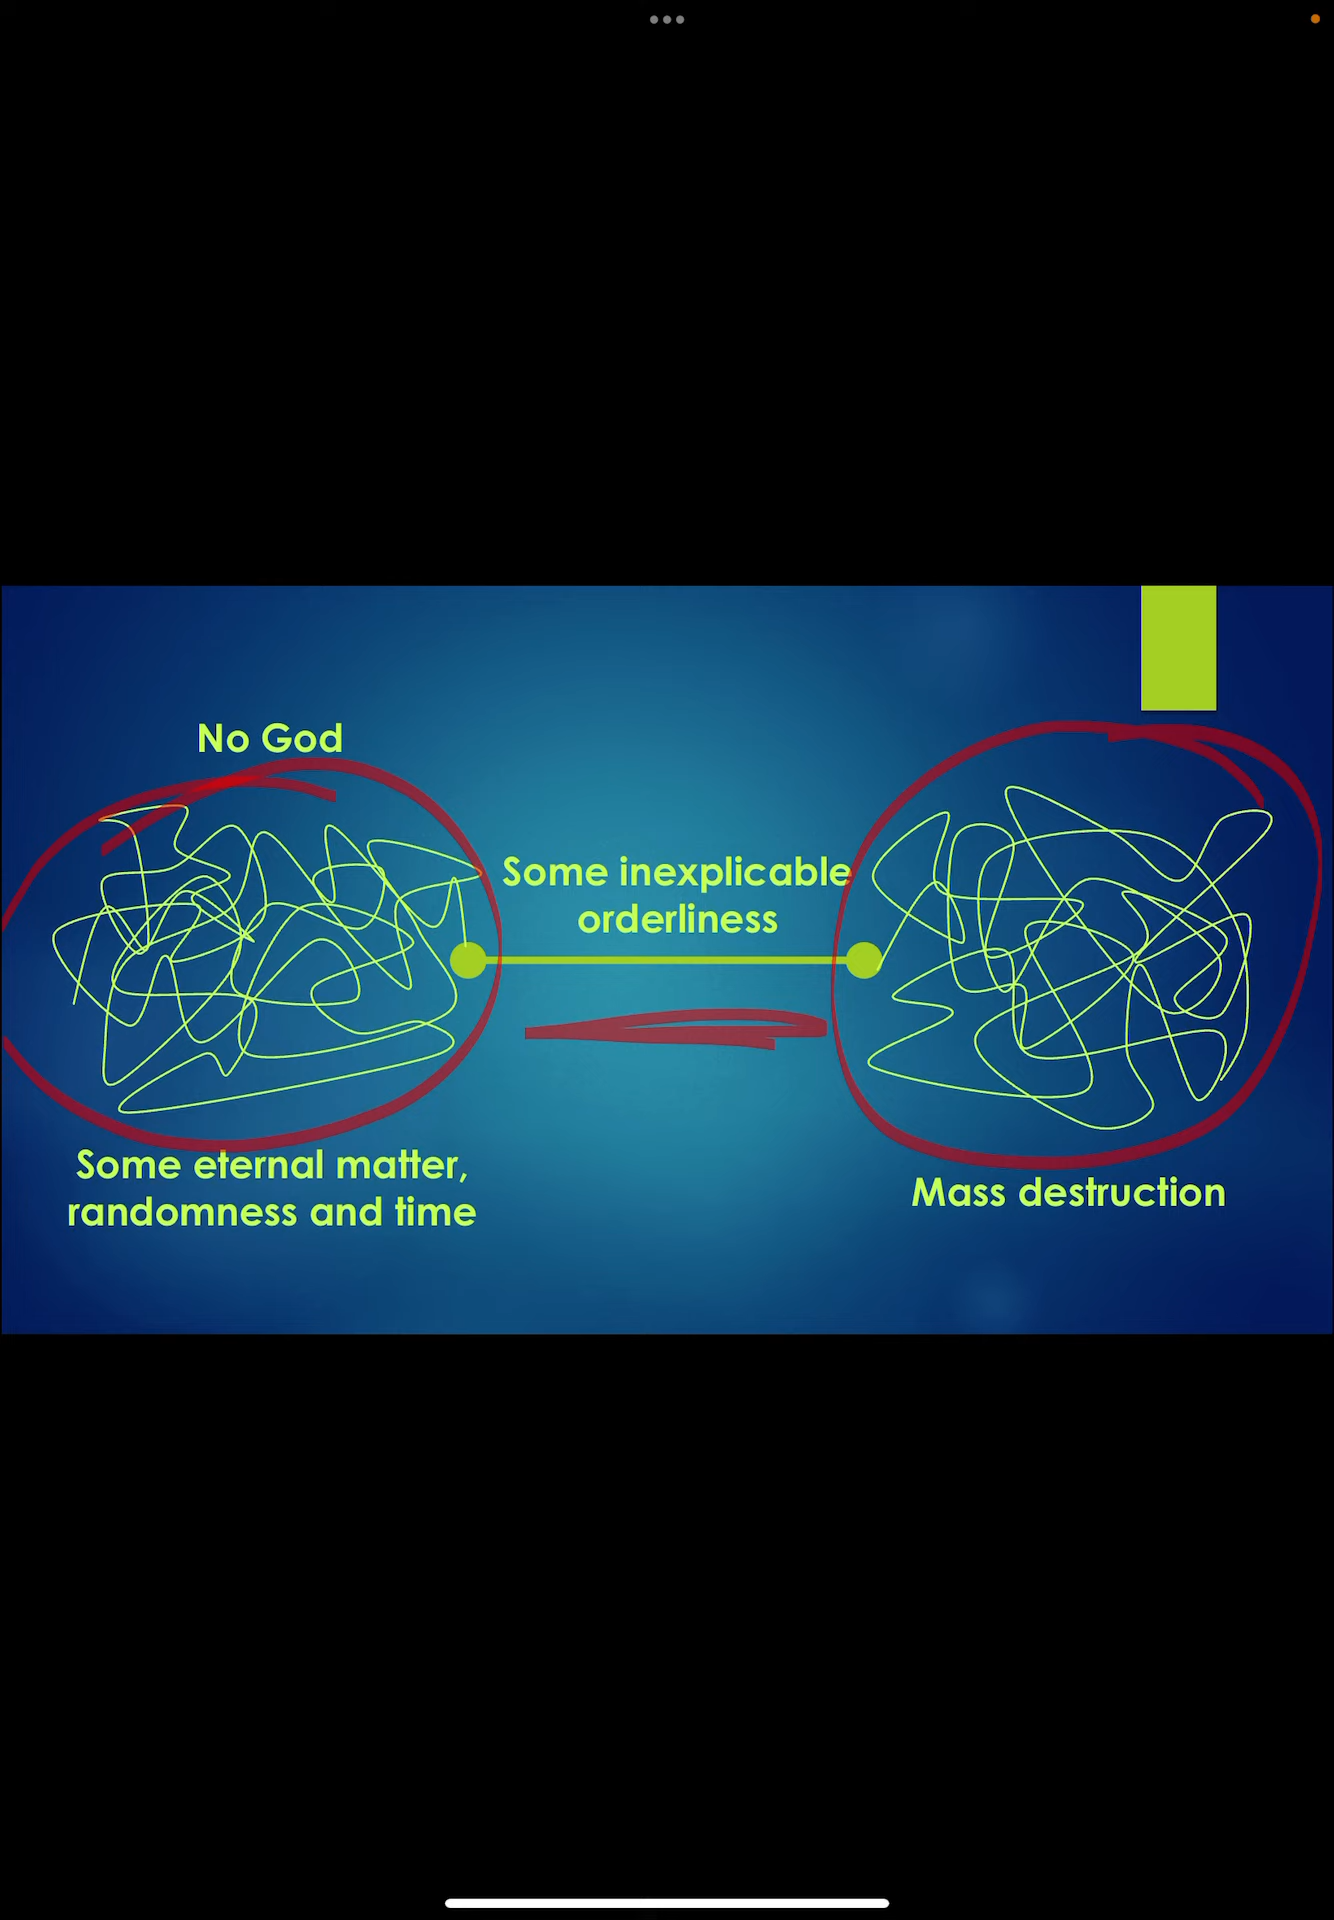 No God
Some inexplicable
orderliness
Some eternal matter,
randomness and time
Mass destruction